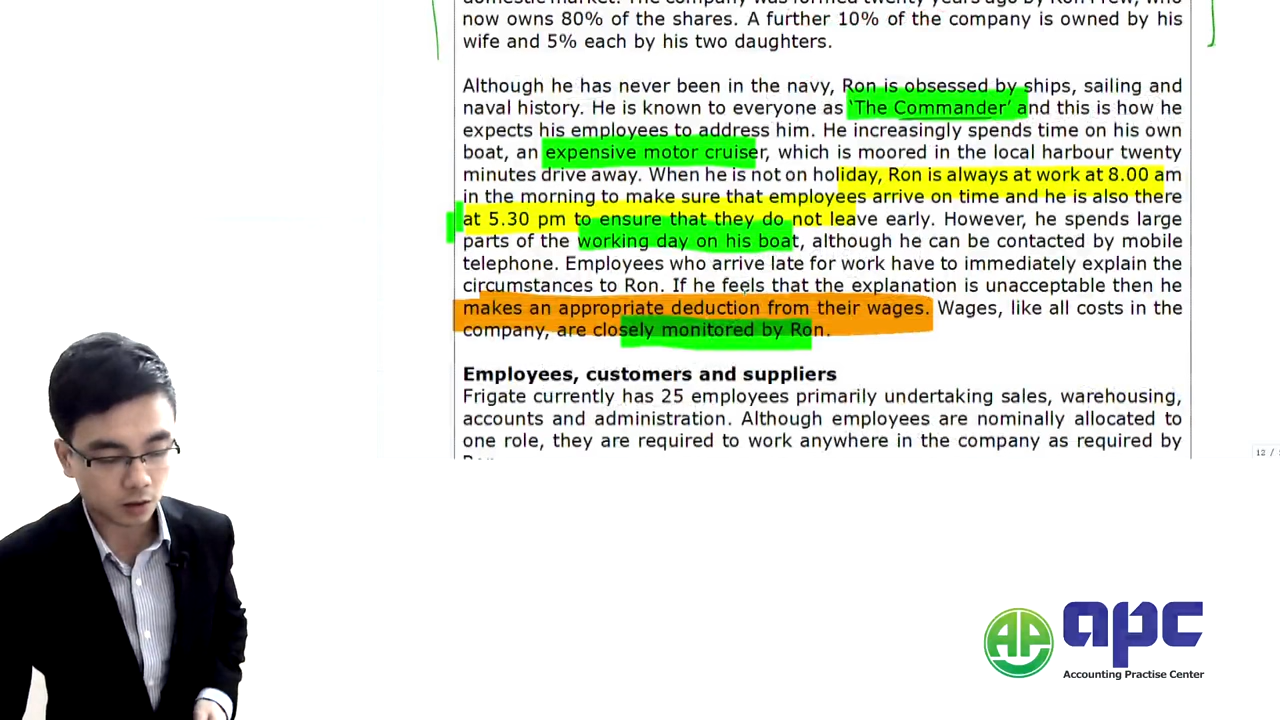 domestic market. The company was formed twenty years ago by Ron Frew, who
now owns 80% of the shares. A further 10% of the company is owned by his
wife and 5% each by his two daughters.
Although he has never been in the navy, Ron is obsessed by ships, sailing and
naval history. He is known to everyone as ‘The Commander’ and this is how he
expects his employees to address him. He increasingly spends time on his own
boat, an expensive motor cruiser, which is moored in the local harbour twenty
minutes drive away. When he is not on holiday, Ron is always at work at 8.00 am
in the morning to make sure that employees arrive on time and he is also there
at 5.30 pm to ensure that they do not leave early. However, he spends large
parts of the working day on his boat, although he can be contacted by mobile
telephone. Employees who arrive late for work have to immediately explain the
circumstances to Ron. If he feels that the explanation is unacceptable then he
makes an appropriate deduction from their wages. Wages, like all costs in the
company, are closely monitored by Ron.
Employees, customers and suppliers
Frigate currently has 25 employees primarily undertaking sales, warehousing,
accounts and administration. Although employees are nominally allocated to
one role, they are required to work anywhere in the company as required by
12 /
AP
apc
Accounting Practise Center